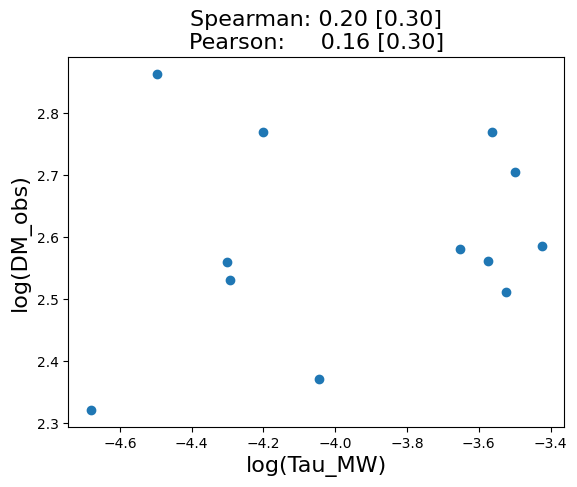 Spearman: 0.20 [0.30]
Pearson: 0.16 [0.30]
log(DM_obs)
2.8
2.7
2.6
2.5
2.4
2.3
−4.6 −4.4 −4.2 −4.0 −3.8 −3.6 −3.4
log(Tau_MW)